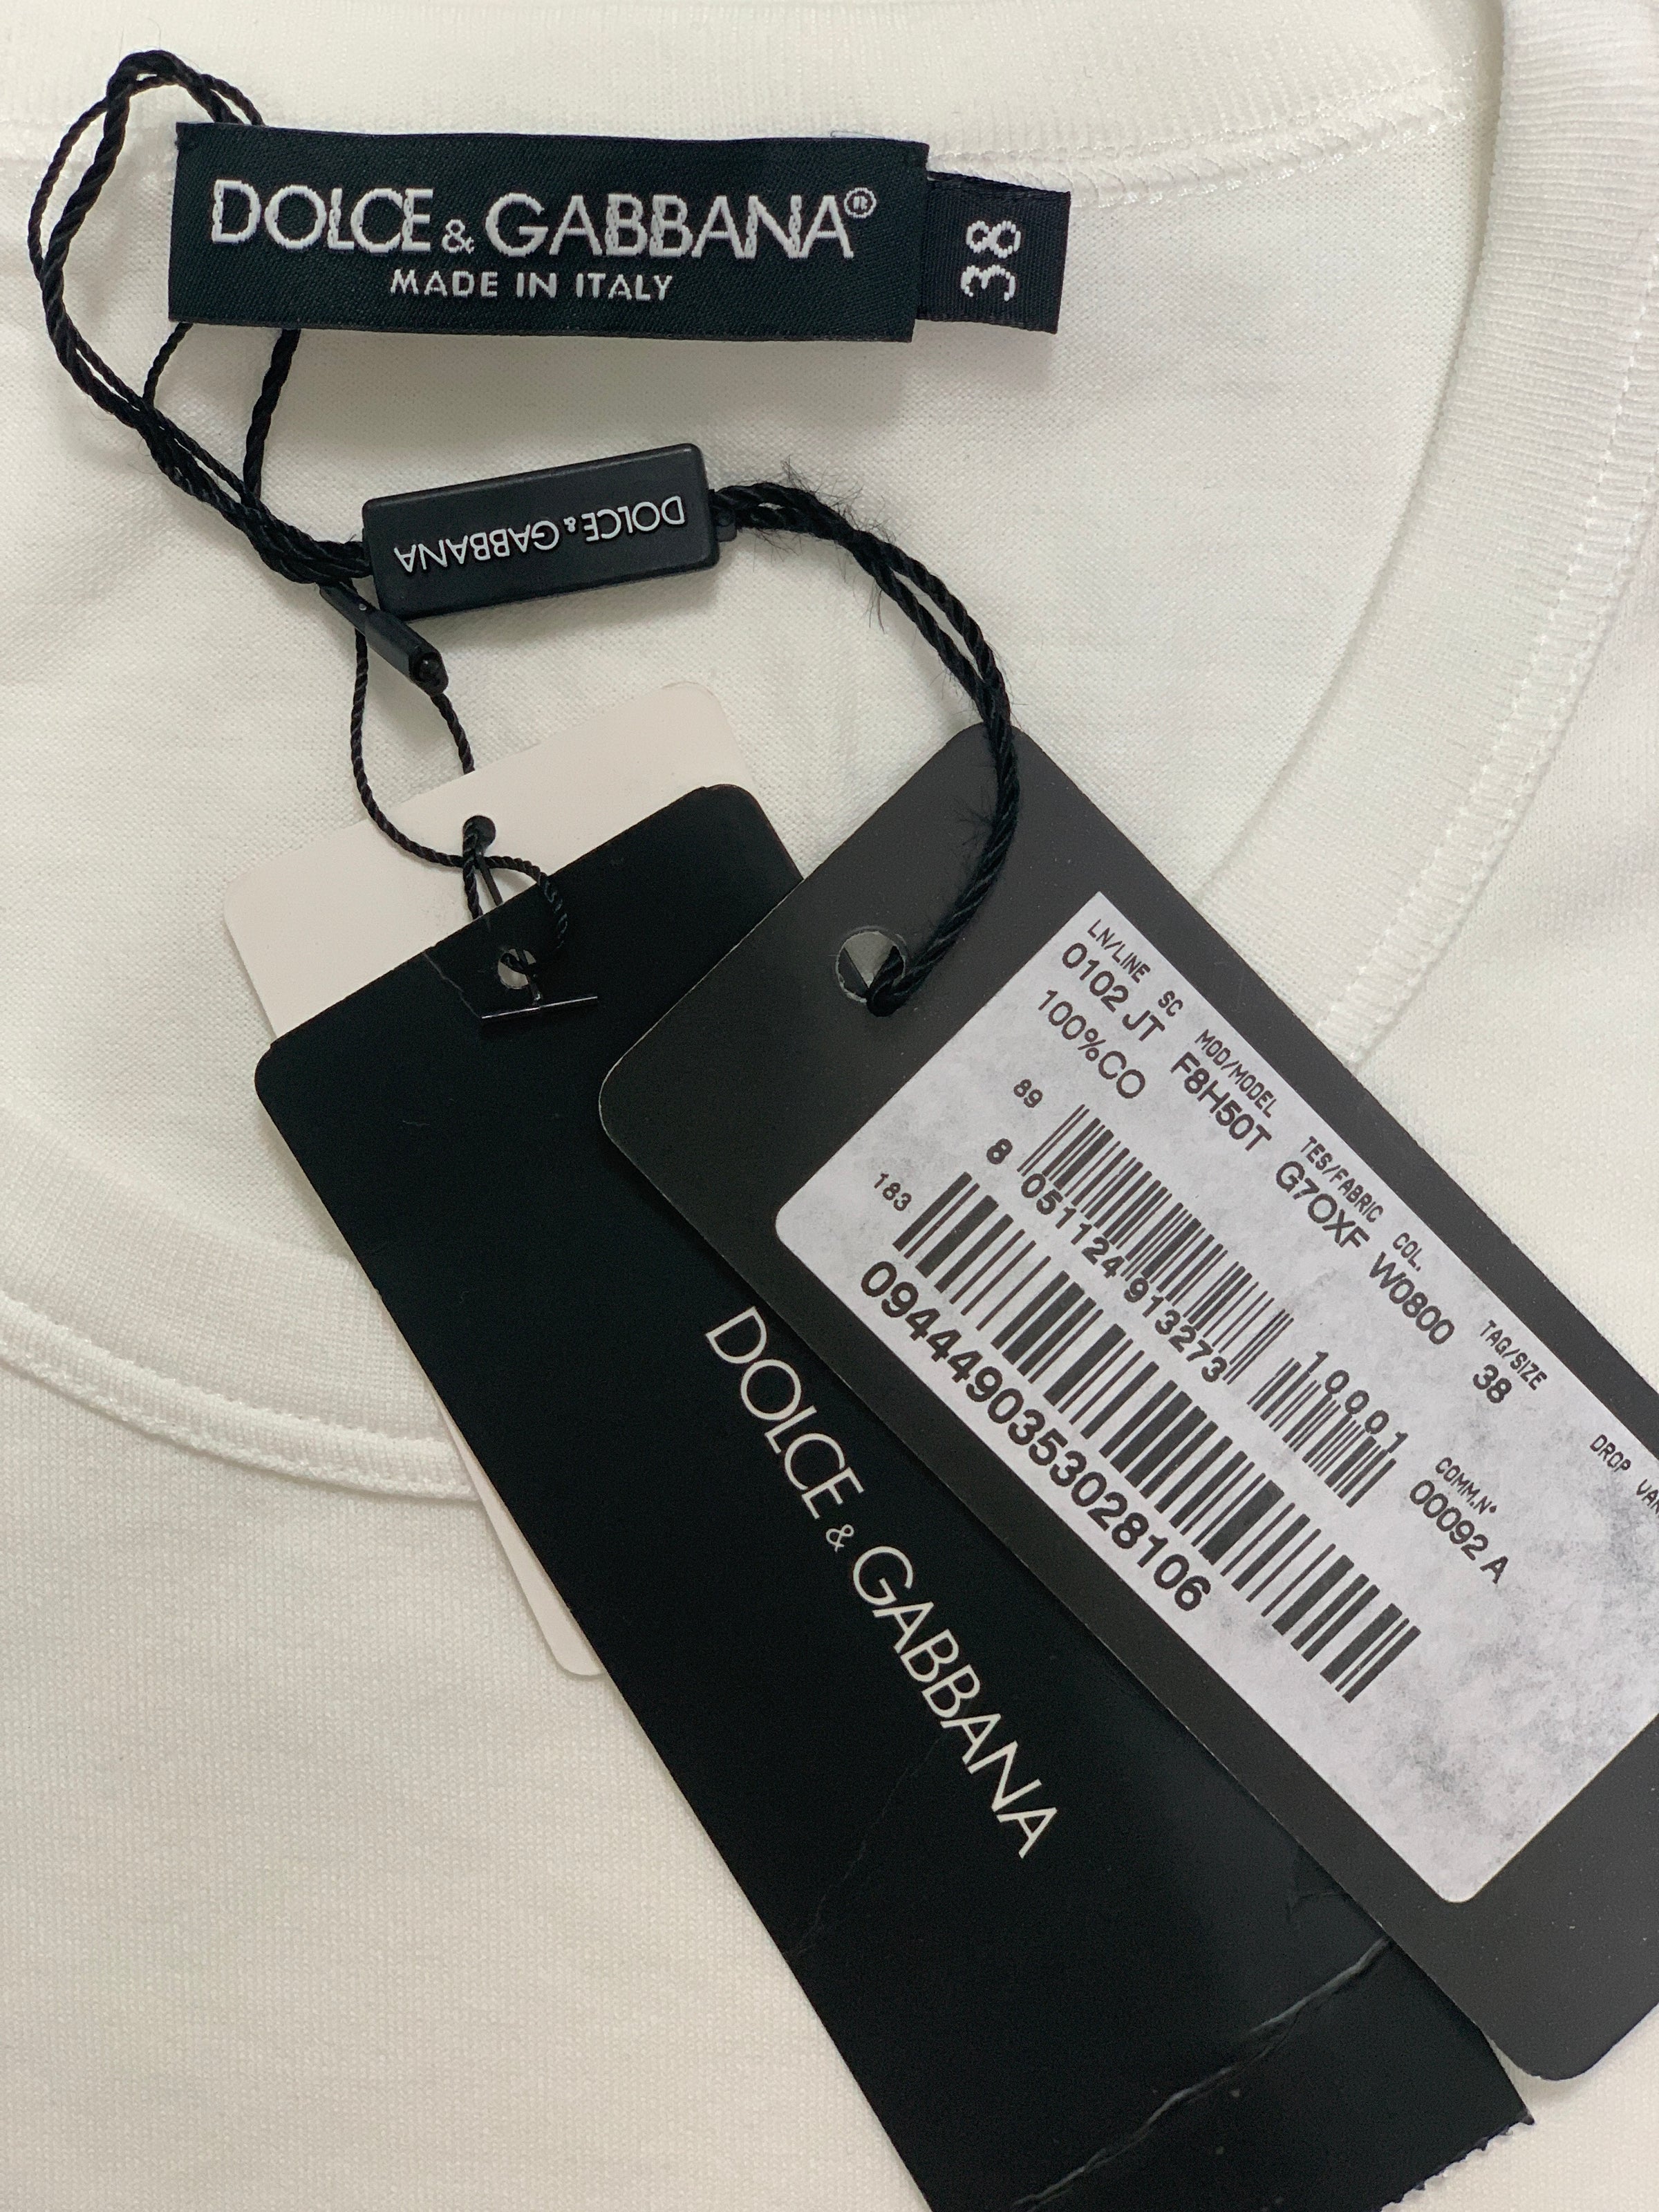 DOLCE & GABBANA®
MADE IN ITALY
38
DOLCE & GABBANA
DOLCE & GABBANA
LN/LINE SC MOD/MODEL TES/FABRIC COL. TAG/SIZE DROP
0102 JT F8H50T G7OXF W0800 38
100%CO
COMM.N°
00092 A
89
8 051124 913273
10001
183
0944490353028106